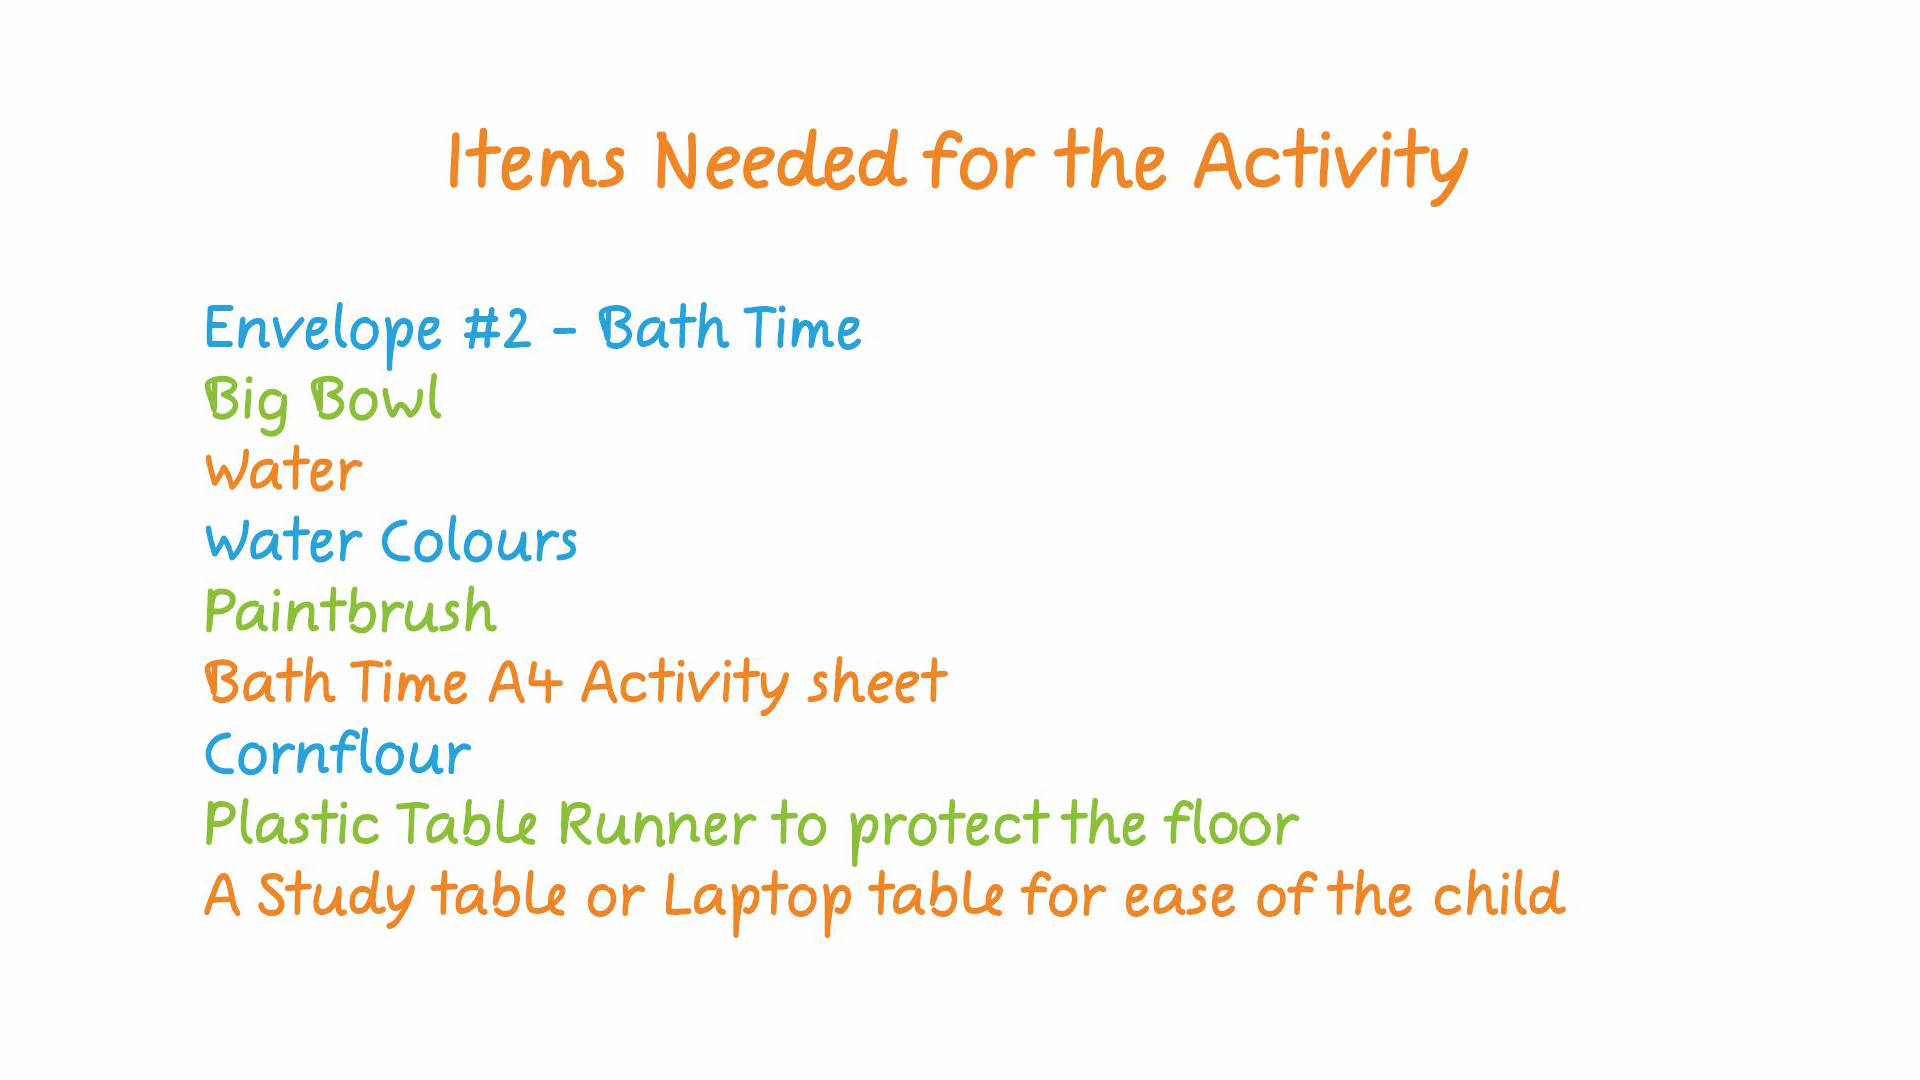 Items Needed for the Activity
Envelope #2 - Bath Time
Big Bowl
Water
Water Colours
Paintbrush
Bath Time A4 Activity sheet
Cornflour
Plastic Table Runner to protect the floor
A Study table or Laptop table for ease of the child